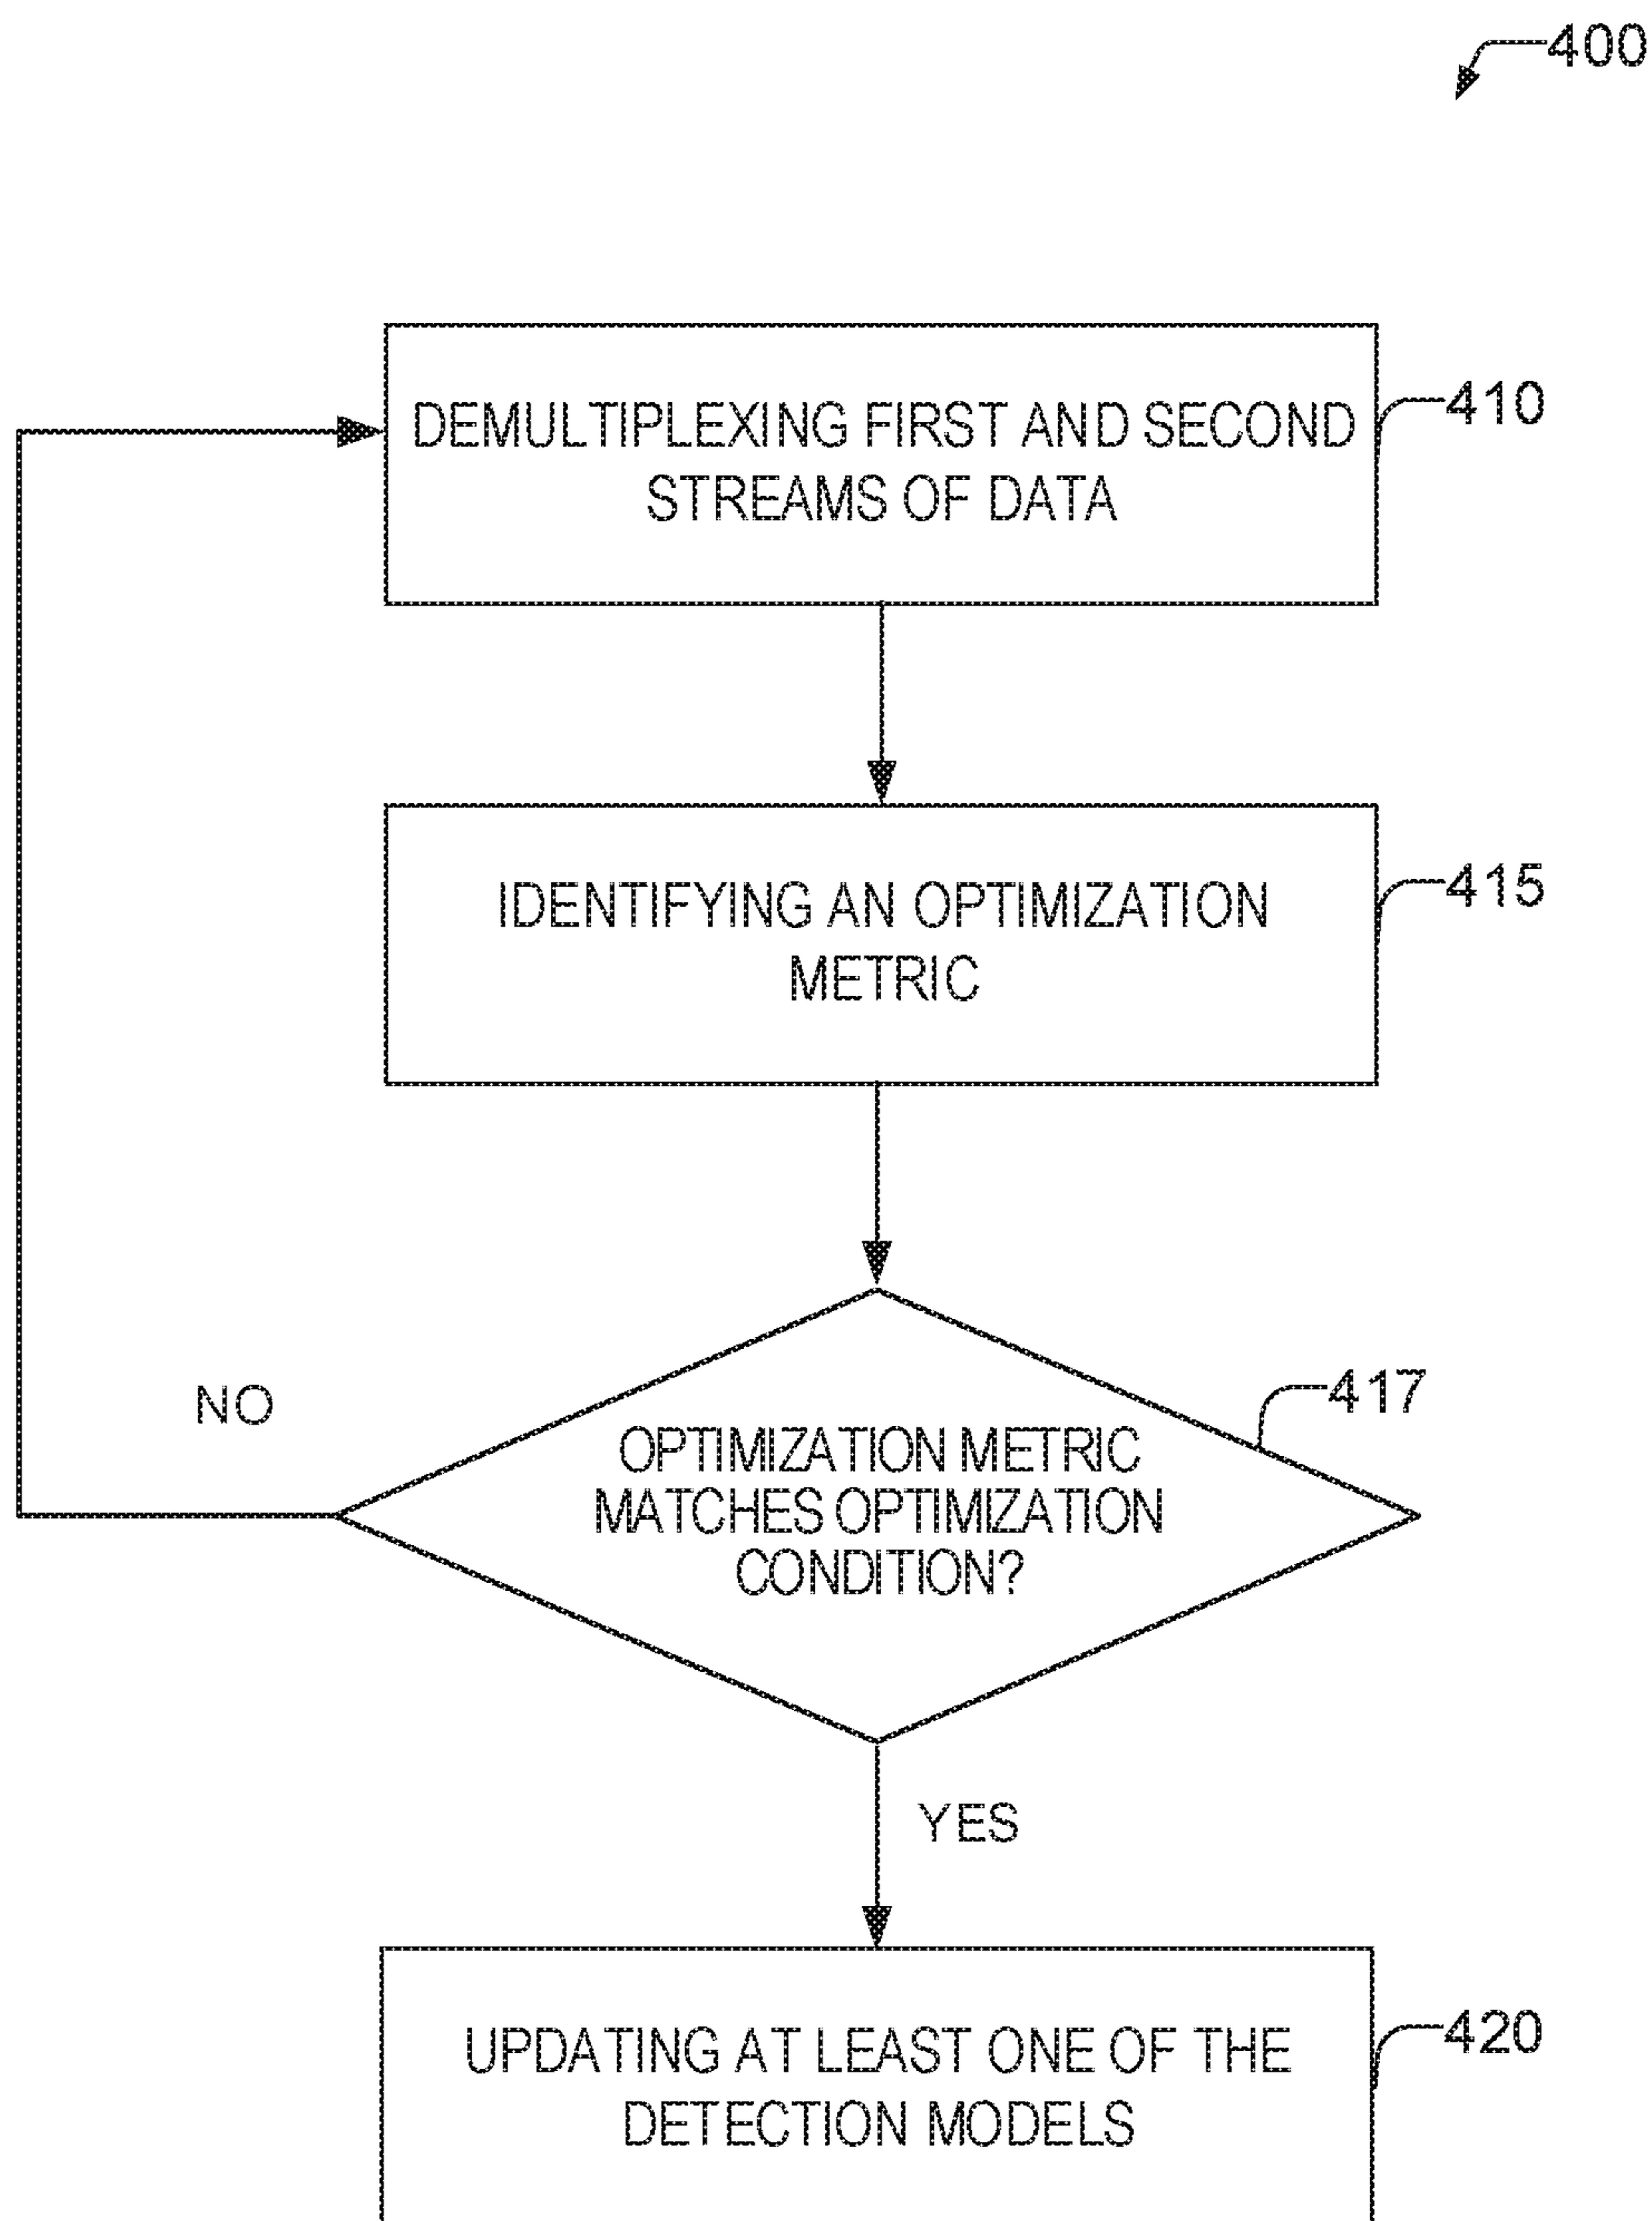 400
DEMULTIPLEXING FIRST AND SECOND
STREAMS OF DATA
410
IDENTIFYING AN OPTIMIZATION
METRIC
415
NO
417
OPTIMIZATION METRIC
MATCHES OPTIMIZATION
CONDITION?
YES
UPDATING AT LEAST ONE OF THE
DETECTION MODELS
420